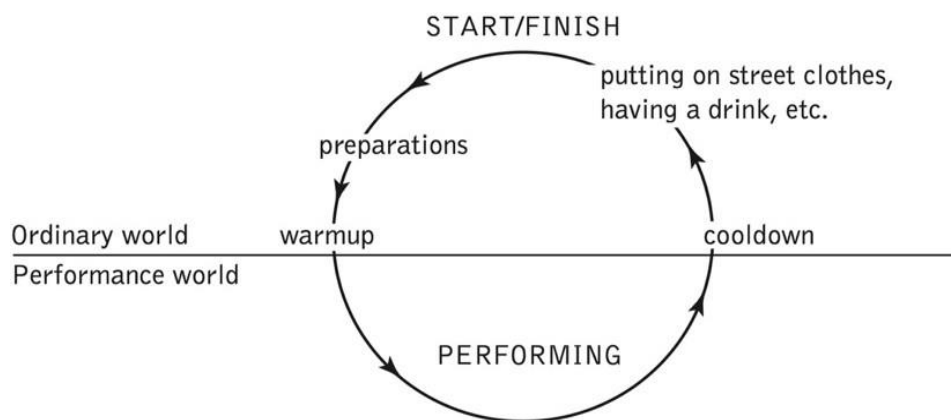 START/FINISH
putting on street clothes,
having a drink, etc.
preparations
Ordinary world
warmup
cooldown
Performance world
PERFORMING